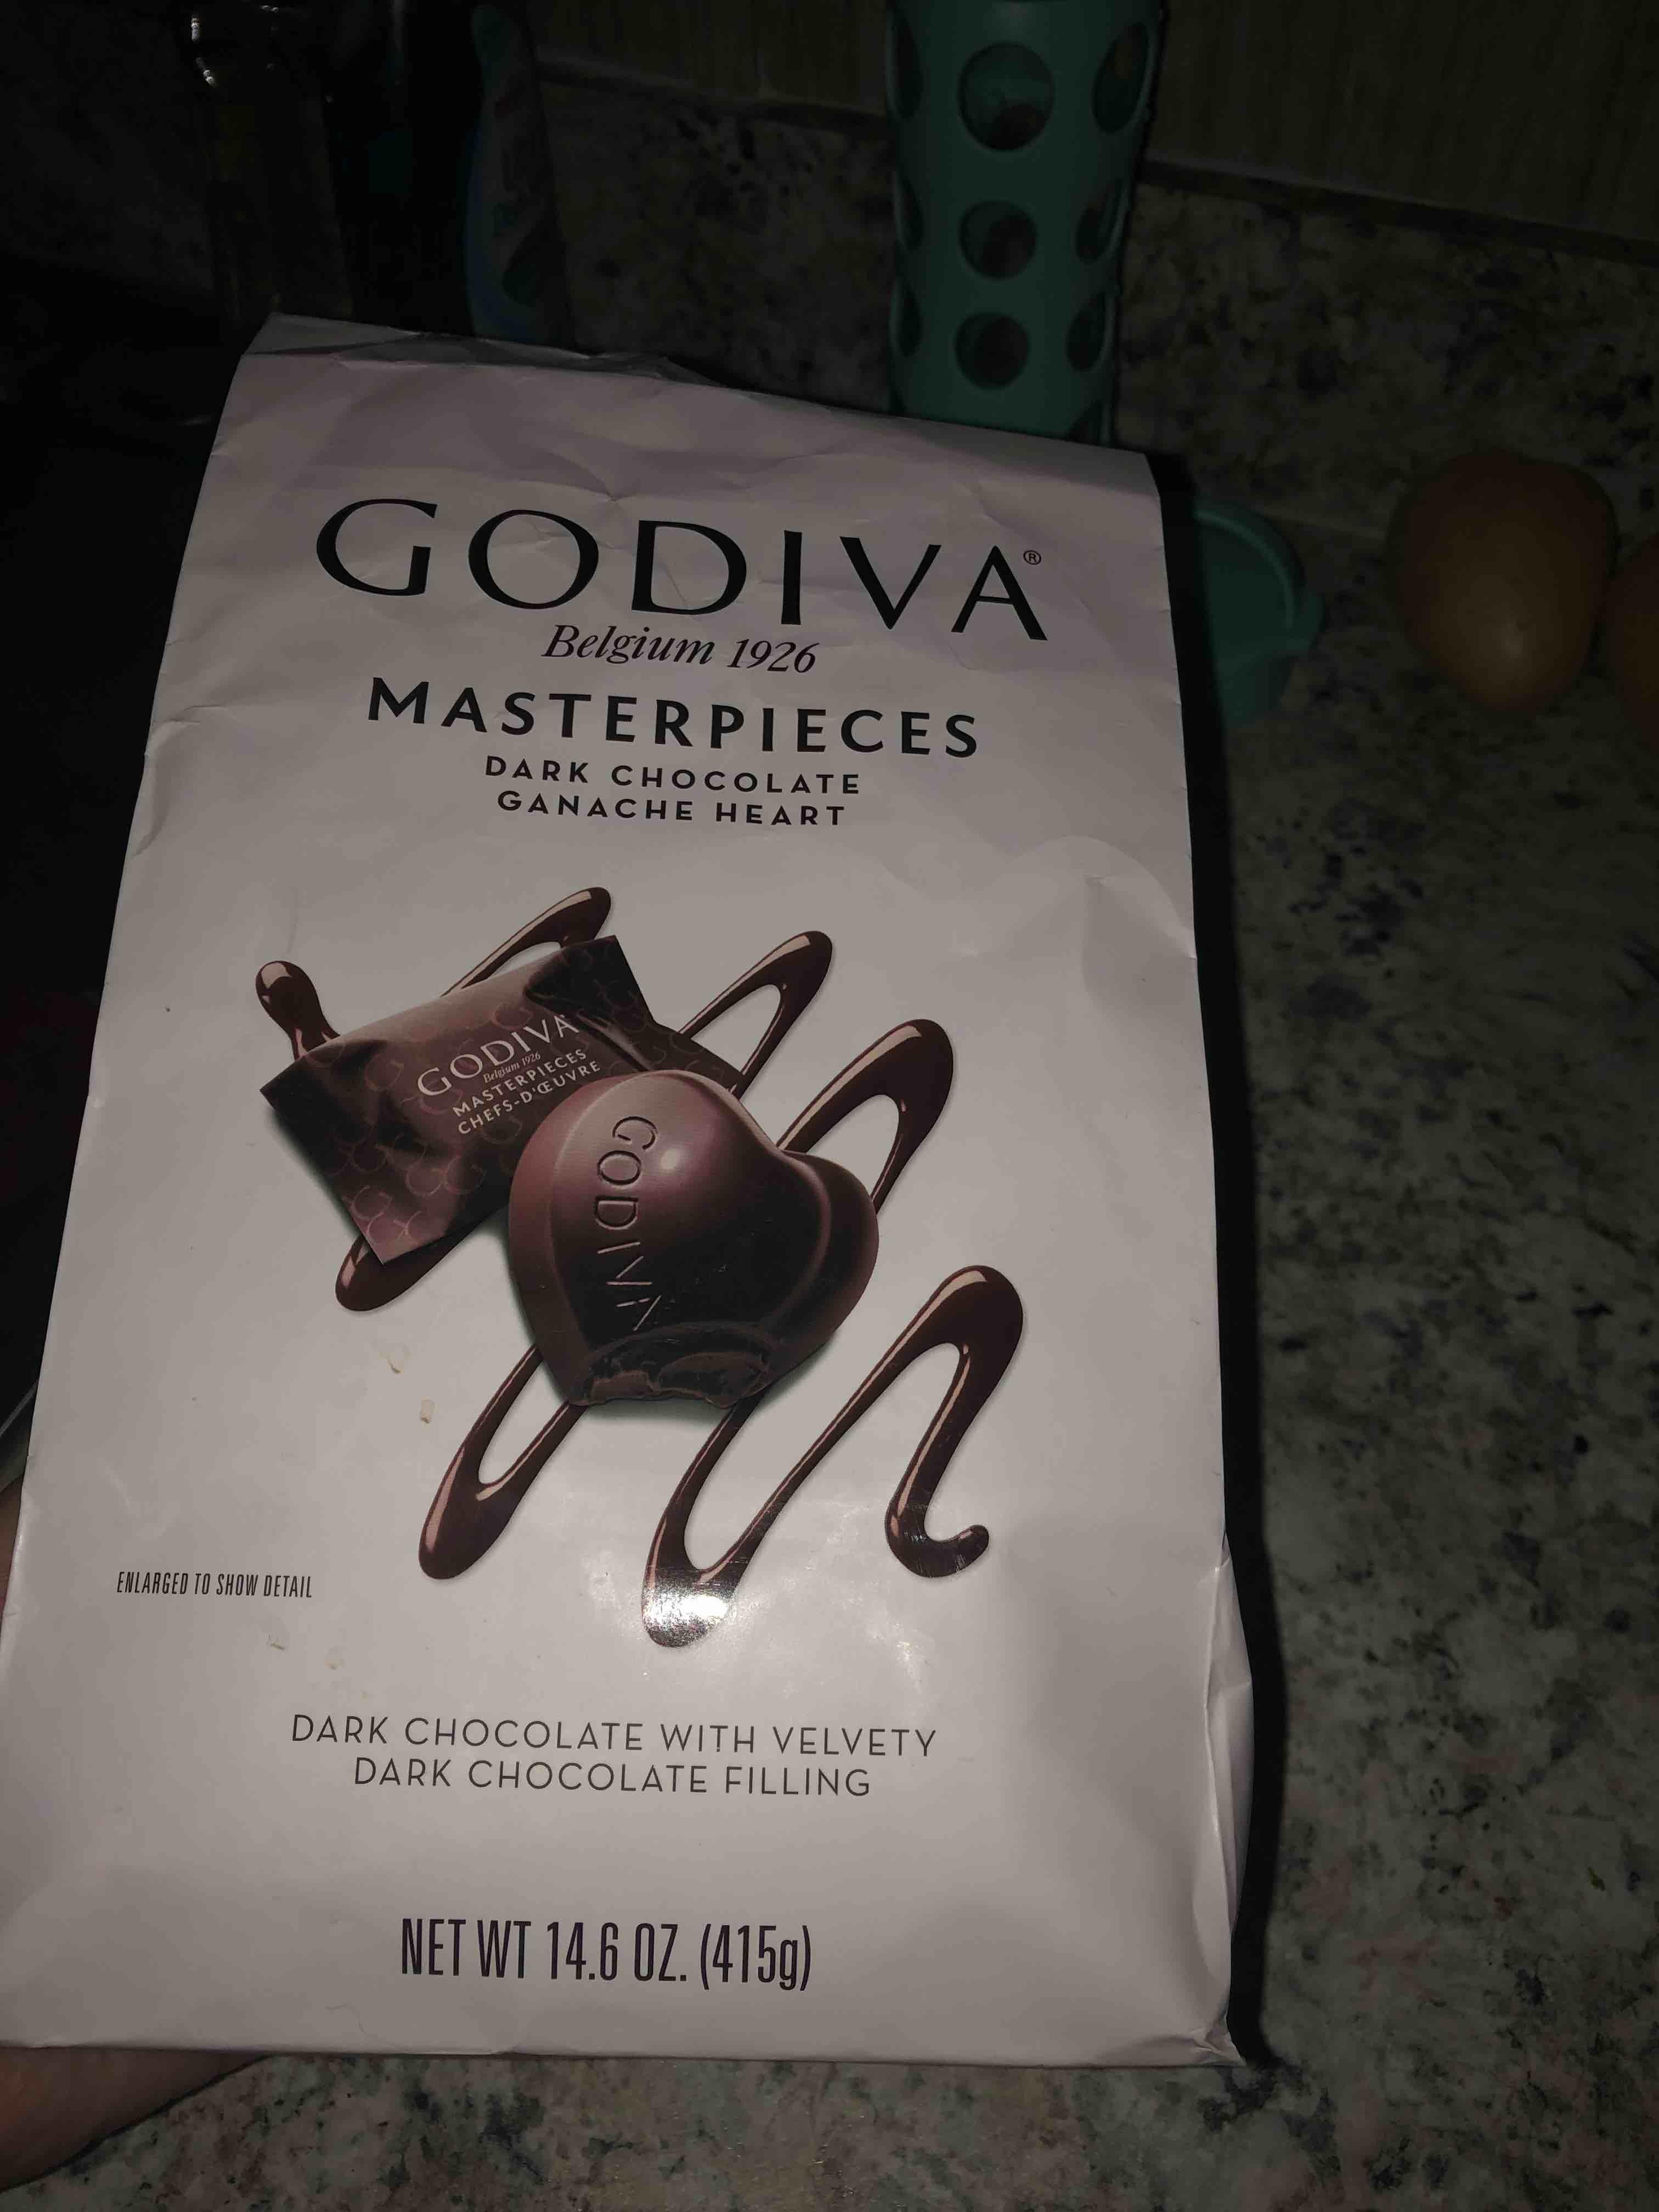 GODIVA®
Belgium 1926
MASTERPIECES
DARK CHOCOLATE
GANACHE HEART
GODIVA
Belgium 1926
MASTERPIECES
CHEFS-D'ŒUVRE
GODIVA
ENLARGED TO SHOW DETAIL
DARK CHOCOLATE WITH VELVETY
DARK CHOCOLATE FILLING
NET WT 14.6 OZ. (415g)